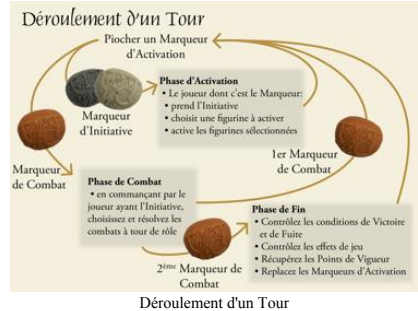 Déroulement d'un Tour
Piocher un Marqueur
d'Activation
Phase d'Activation
• Le joueur dont c'est le Marqueur:
• prend l'Initiative
• choisit une figurine à activer
• active les figurines sélectionnées
Marqueur
d'Initiative
1er Marqueur
de Combat
Marqueur
de Combat
Phase de Combat
• en commançant par le
joueur ayant l'Initiative,
choisissez et résolvez les
combats à tour de rôle
Phase de Fin
• Contrôlez les conditions de Victoire
et de Fuite
• Contrôlez les effets de jeu
• Récupérez les Points de Vigueur
• Replacez les Marqueurs d'Activation
2ème Marqueur de
Combat
Déroulement d'un Tour